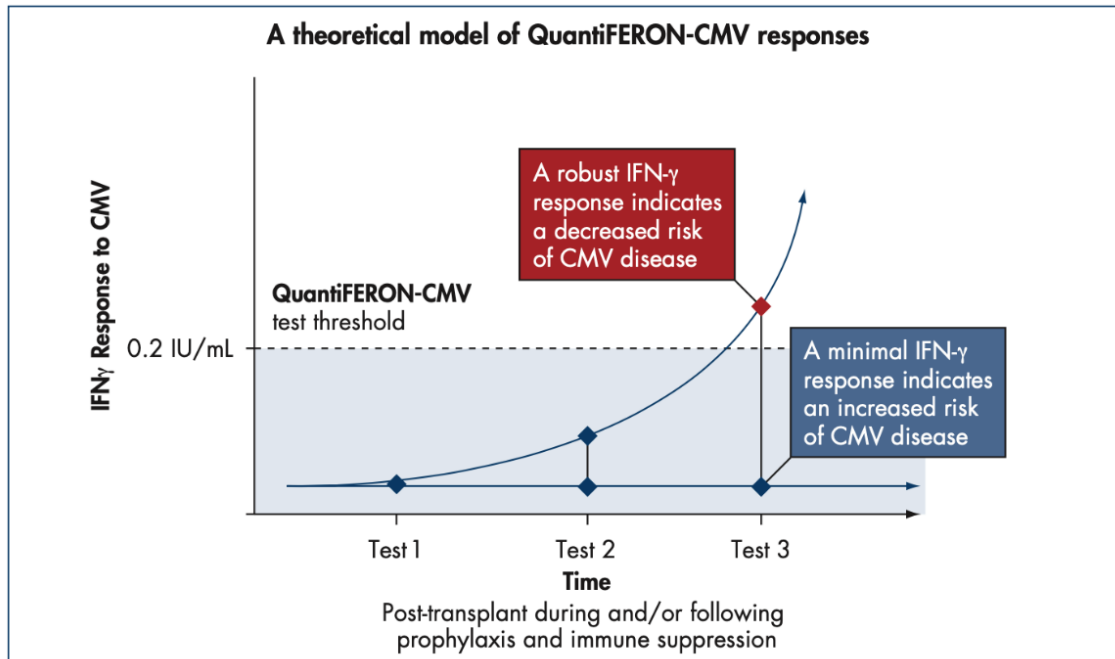 A theoretical model of QuantiFERON-CMV responses
IFNγ Response to CMV
A robust IFN-γ
response indicates
a decreased risk
of CMV disease
QuantiFERON-CMV
test threshold
0.2 IU/mL
A minimal IFN-γ
response indicates
an increased risk
of CMV disease
Test 1
Test 2
Test 3
Time
Post-transplant during and/or following
prophylaxis and immune suppression